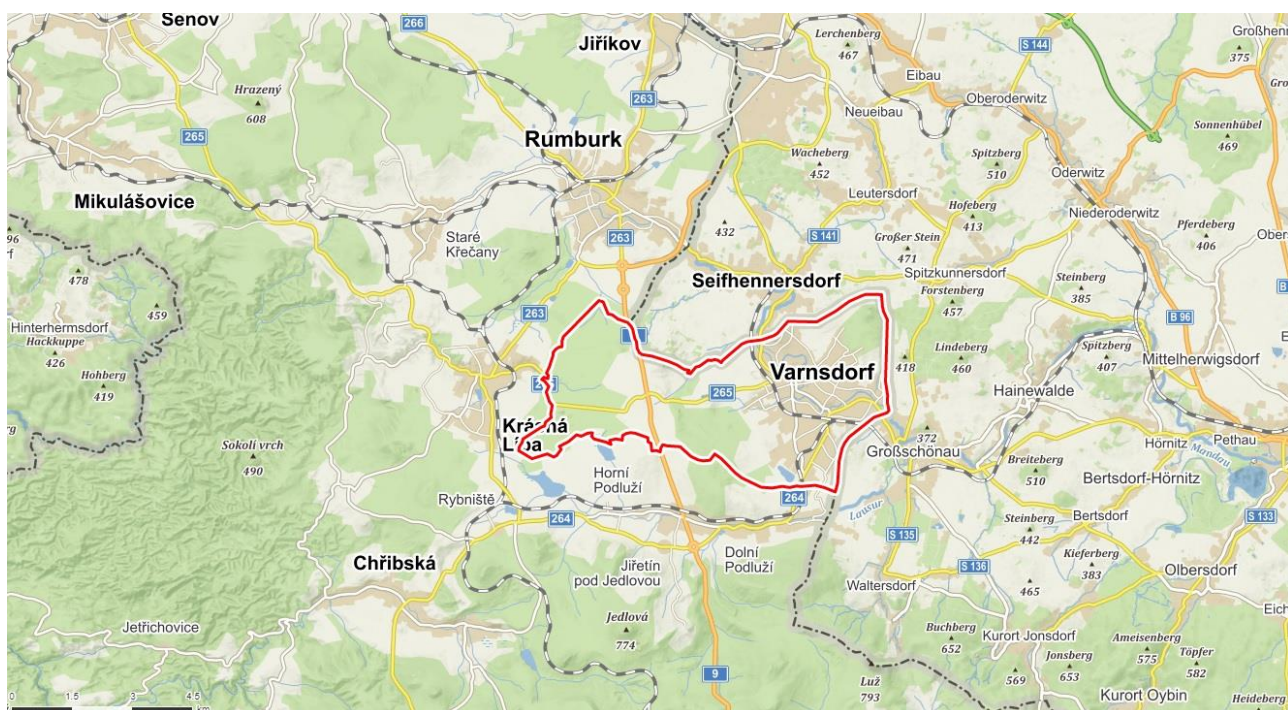 Šenov
266
Jiříkov
Lerchenberg
467
S 144
Großhenn
375
Eibau
Hrazený
608
263
Neueibau
Oberoderwitz
265
Rumburk
Wacheberg
452
Spitzberg
510
Sonnenhübel
469
Oderwitz
Mikulášovice
Leutersdorf
Hofeberg
413
Niederoderwitz
Pferdeberg
406
Staré
Křečany
263
432
S 141
Großer Stein
471
478
Seifhennersdorf
Spitzkunnersdorf
Steinberg
385
459
Forstenberg
457
Hinterhermsdorf
Hackkuppe
426
263
B 96
Hohberg
419
Lindeberg
460
Spitzberg
407
Mittelherwigsdorf
418
Varnsdorf
265
Hainewalde
Krásná
Lípa
372
Großschönau
Hörnitz
Pethau
Sokolí vrch
490
Mandau
Horní
Podluží
Breiteberg
510
Bertsdorf-Hörnitz
Rybniště
264
264
Lausur
Steinberg
442
Bertsdorf
S 133
S 135
Kieferberg
383
Chřibská
Jiřetín
pod Jedlovou
Dolní
Podluží
S 136
Olbersdorf
Waltersdorf
465
Jetřichovice
Jedlová
774
Buchberg
652
Kurort Jonsdorf
Ameisenberg
575
Töpfer
582
Jonsberg
653
569
9
Luž
793
Kurort Oybin
Heideberg
0 1.5 3 4.5
km